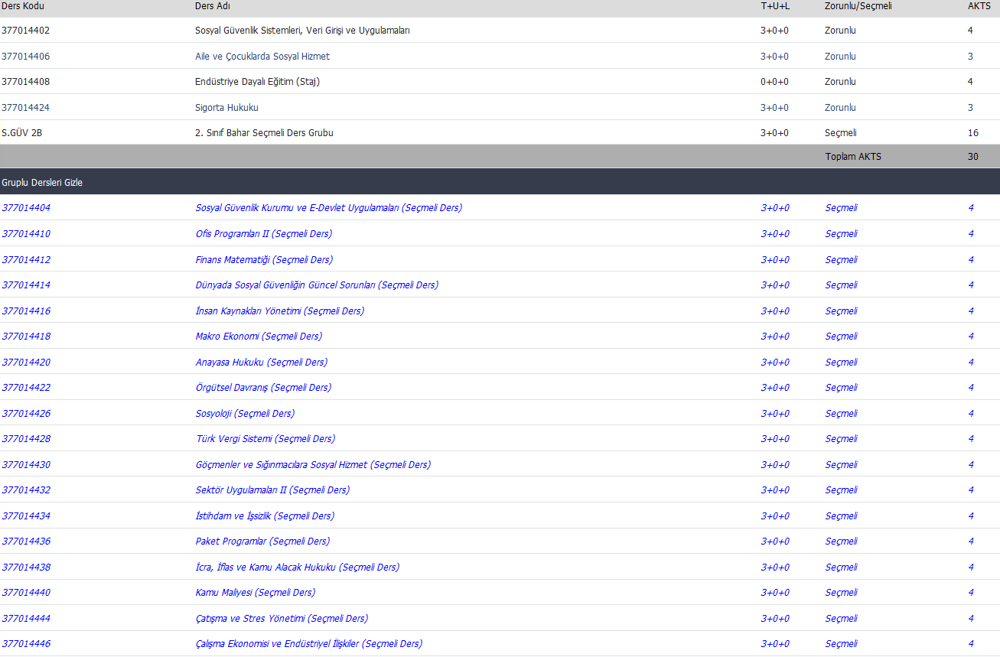 Ders Kodu Ders Adı T+U+L Zorunlu/Seçmeli AKTS
377014402 Sosyal Güvenlik Sistemleri, Veri Girişi ve Uygulamaları 3+0+0 Zorunlu 4
377014406 Aile ve Çocuklarda Sosyal Hizmet 3+0+0 Zorunlu 3
377014408 Endüstriye Dayalı Eğitim (Staj) 0+0+0 Zorunlu 4
377014424 Sigorta Hukuku 3+0+0 Zorunlu 3
S.GÜV 2B 2. Sınıf Bahar Seçmeli Ders Grubu 3+0+0 Seçmeli 16
Toplam AKTS 30
Gruplu Dersleri Gizle
377014404 Sosyal Güvenlik Kurumu ve E-Devlet Uygulamaları (Seçmeli Ders) 3+0+0 Seçmeli 4
377014410 Ofis Programları II (Seçmeli Ders) 3+0+0 Seçmeli 4
377014412 Finans Matematiği (Seçmeli Ders) 3+0+0 Seçmeli 4
377014414 Dünyada Sosyal Güvenliğin Güncel Sorunları (Seçmeli Ders) 3+0+0 Seçmeli 4
377014416 İnsan Kaynakları Yönetimi (Seçmeli Ders) 3+0+0 Seçmeli 4
377014418 Makro Ekonomi (Seçmeli Ders) 3+0+0 Seçmeli 4
377014420 Anayasa Hukuku (Seçmeli Ders) 3+0+0 Seçmeli 4
377014422 Örgütsel Davranış (Seçmeli Ders) 3+0+0 Seçmeli 4
377014426 Sosyoloji (Seçmeli Ders) 3+0+0 Seçmeli 4
377014428 Türk Vergi Sistemi (Seçmeli Ders) 3+0+0 Seçmeli 4
377014430 Göçmenler ve Sığınmacılara Sosyal Hizmet (Seçmeli Ders) 3+0+0 Seçmeli 4
377014432 Sektör Uygulamaları II (Seçmeli Ders) 3+0+0 Seçmeli 4
377014434 İstihdam ve İşsizlik (Seçmeli Ders) 3+0+0 Seçmeli 4
377014436 Paket Programlar (Seçmeli Ders) 3+0+0 Seçmeli 4
377014438 İcra, İflas ve Kamu Alacak Hukuku (Seçmeli Ders) 3+0+0 Seçmeli 4
377014440 Kamu Maliyesi (Seçmeli Ders) 3+0+0 Seçmeli 4
377014444 Çatışma ve Stres Yönetimi (Seçmeli Ders) 3+0+0 Seçmeli 4
377014446 Çalışma Ekonomisi ve Endüstriyel İlişkiler (Seçmeli Ders) 3+0+0 Seçmeli 4